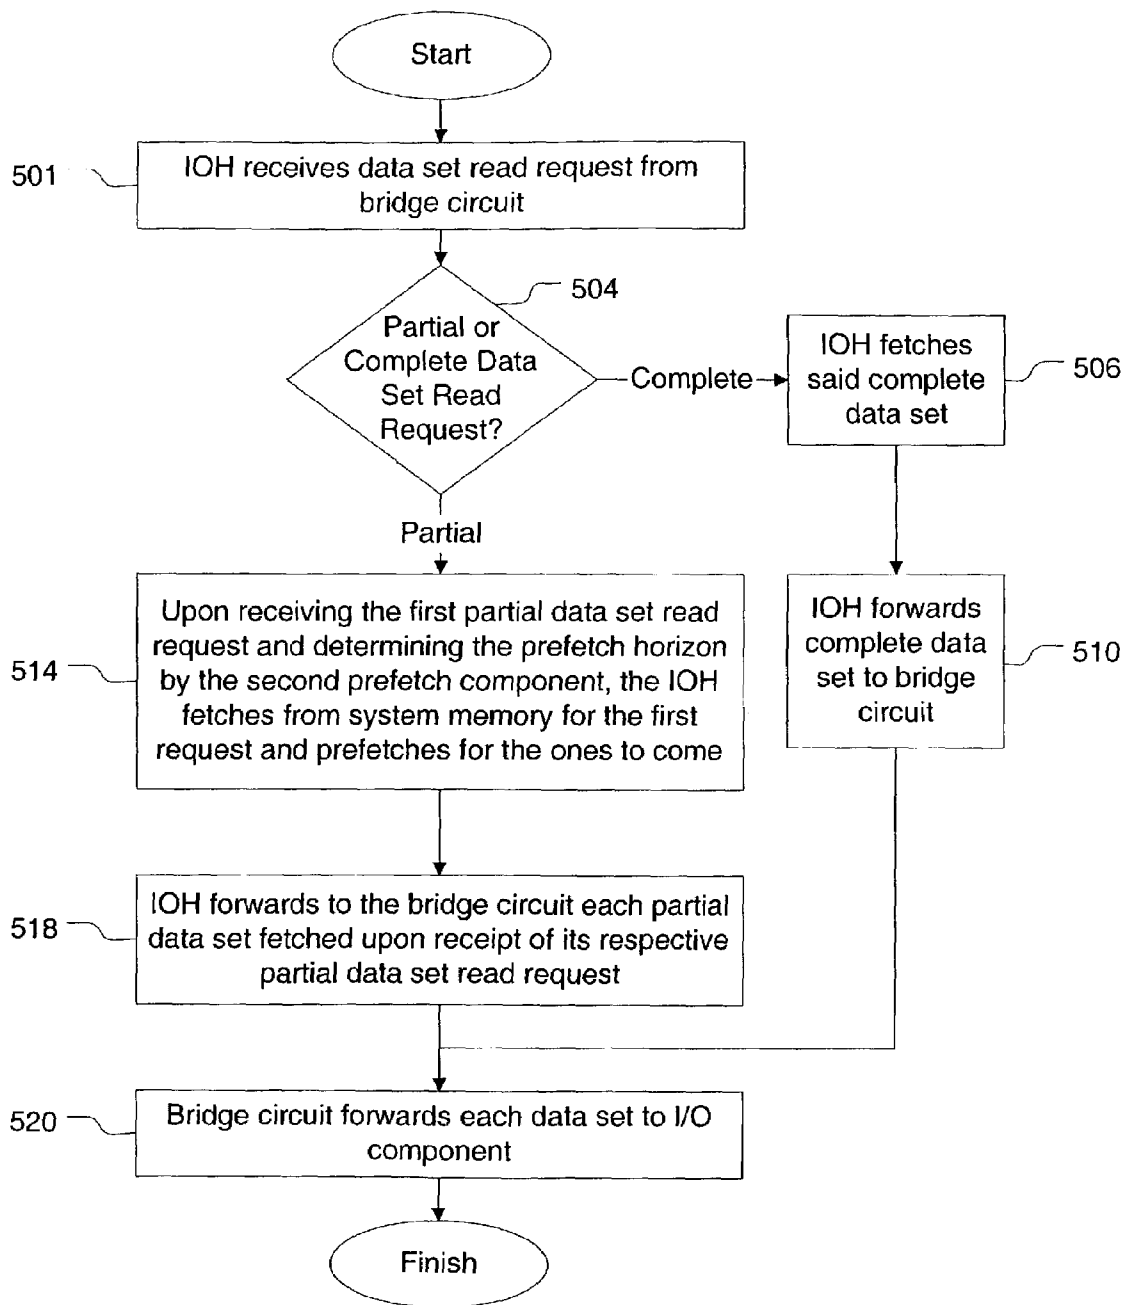 Start
501
IOH receives data set read request from
bridge circuit
504
Partial or
Complete Data
Set Read
Request?
Complete
IOH fetches
said complete
data set
506
Partial
514
Upon receiving the first partial data set read
request and determining the prefetch horizon
by the second prefetch component, the IOH
fetches from system memory for the first
request and prefetches for the ones to come
IOH forwards
complete data
set to bridge
circuit
510
518
IOH forwards to the bridge circuit each partial
data set fetched upon receipt of its respective
partial data set read request
520
Bridge circuit forwards each data set to I/O
component
Finish